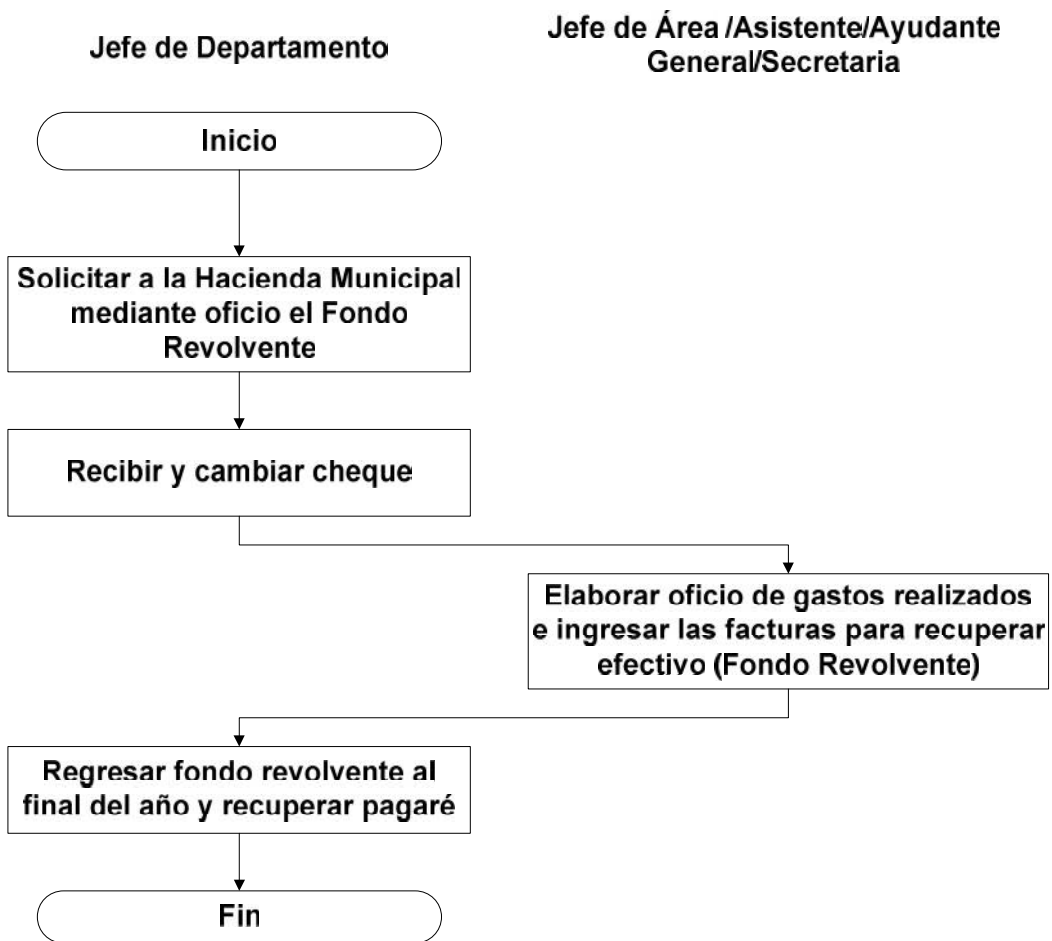 Jefe de Departamento
Jefe de Área /Asistente/Ayudante
General/Secretaria
Inicio
Solicitar a la Hacienda Municipal
mediante oficio el Fondo
Revolvente
Recibir y cambiar cheque
Elaborar oficio de gastos realizados
e ingresar las facturas para recuperar
efectivo (Fondo Revolvente)
Regresar fondo revolvente al
final del año y recuperar pagaré
Fin